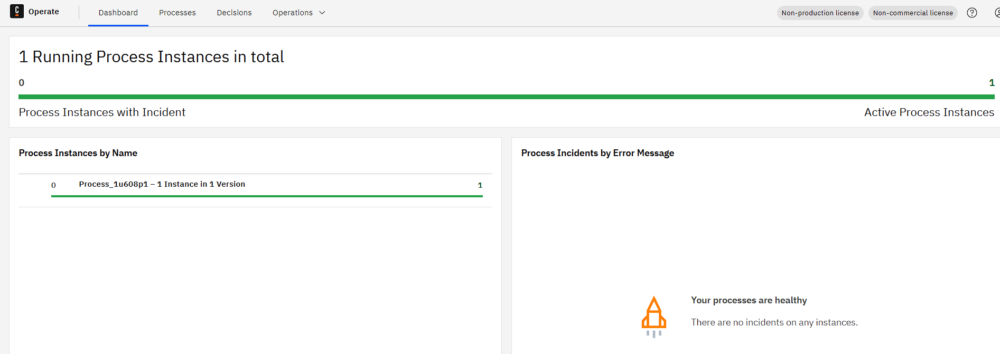 C Operate Dashboard Processes Decisions Operations Non-production license Non-commercial license ?
1 Running Process Instances in total
0 1
Process Instances with Incident Active Process Instances
Process Instances by Name
0 Process_1u608p1 – 1 Instance in 1 Version 1
Process Incidents by Error Message
Your processes are healthy
There are no incidents on any instances.